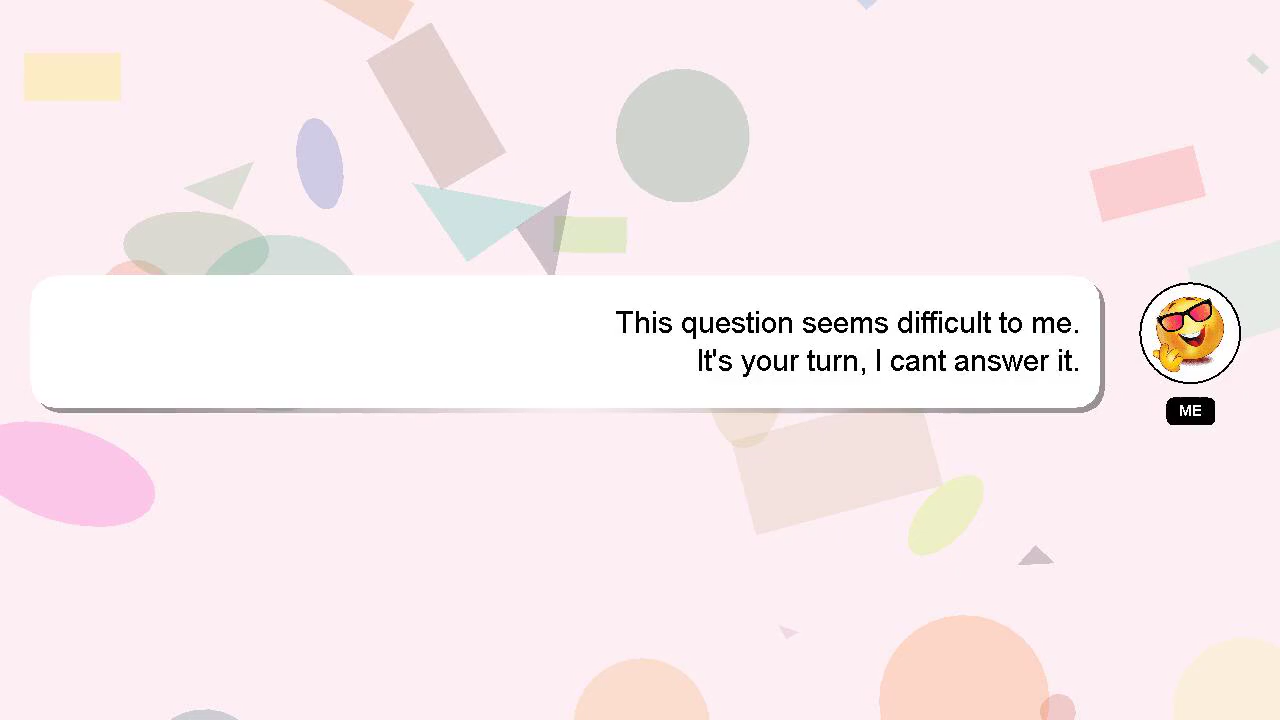 This question seems difficult to me.
It's your turn, I cant answer it.
ME